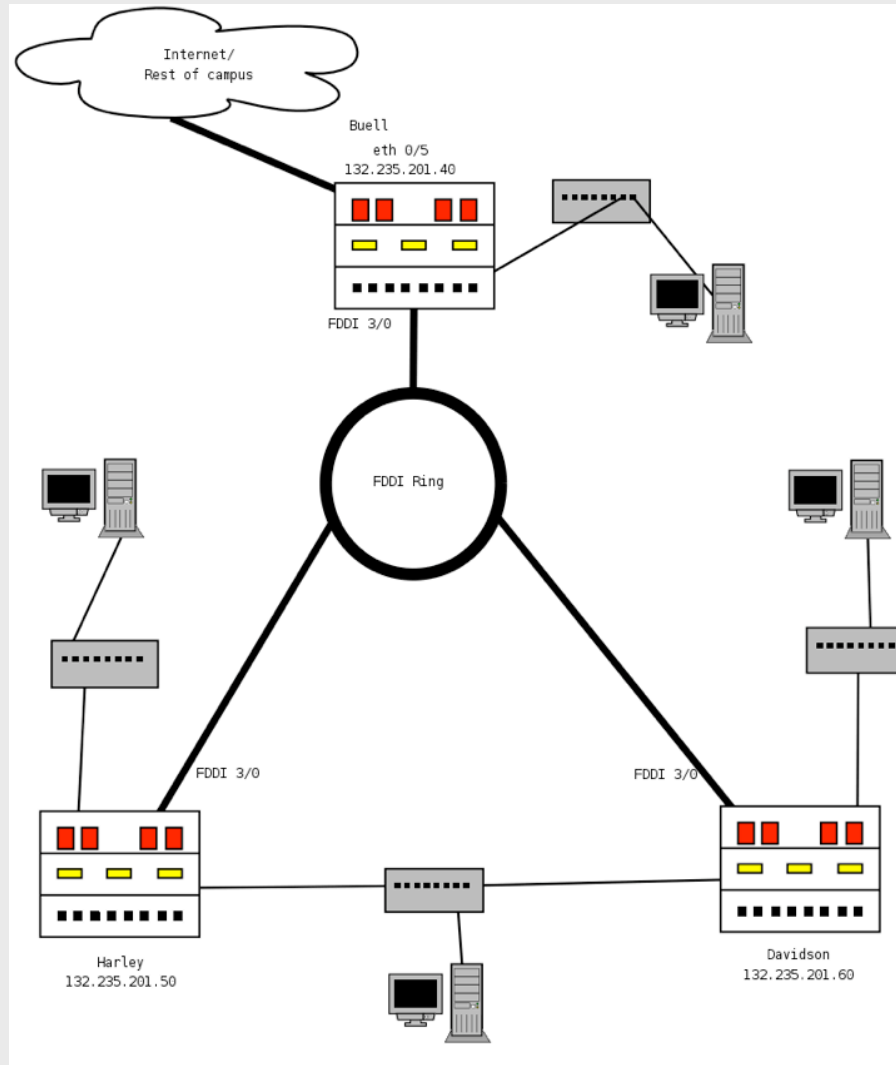 Internet/
Rest of campus
Buell
eth 0/5
132.235.201.40
FDDI 3/0
FDDI Ring
FDDI 3/0
FDDI 3/0
Harley
132.235.201.50
Davidson
132.235.201.60